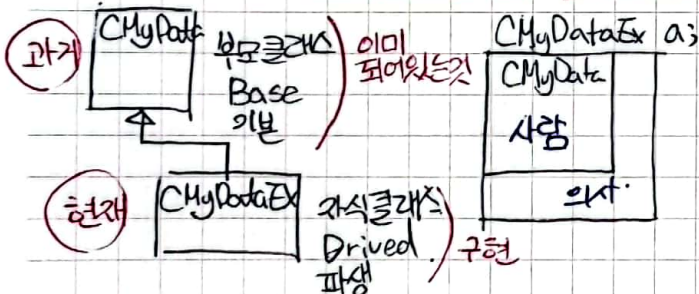 과거
CMyData
부모클래스
Base
기본
이미
되어있는것
현재
CMyDataEx
자식클래스
Drived
파생
구현
CMyDataEx a;
CMyData
사람
의사.